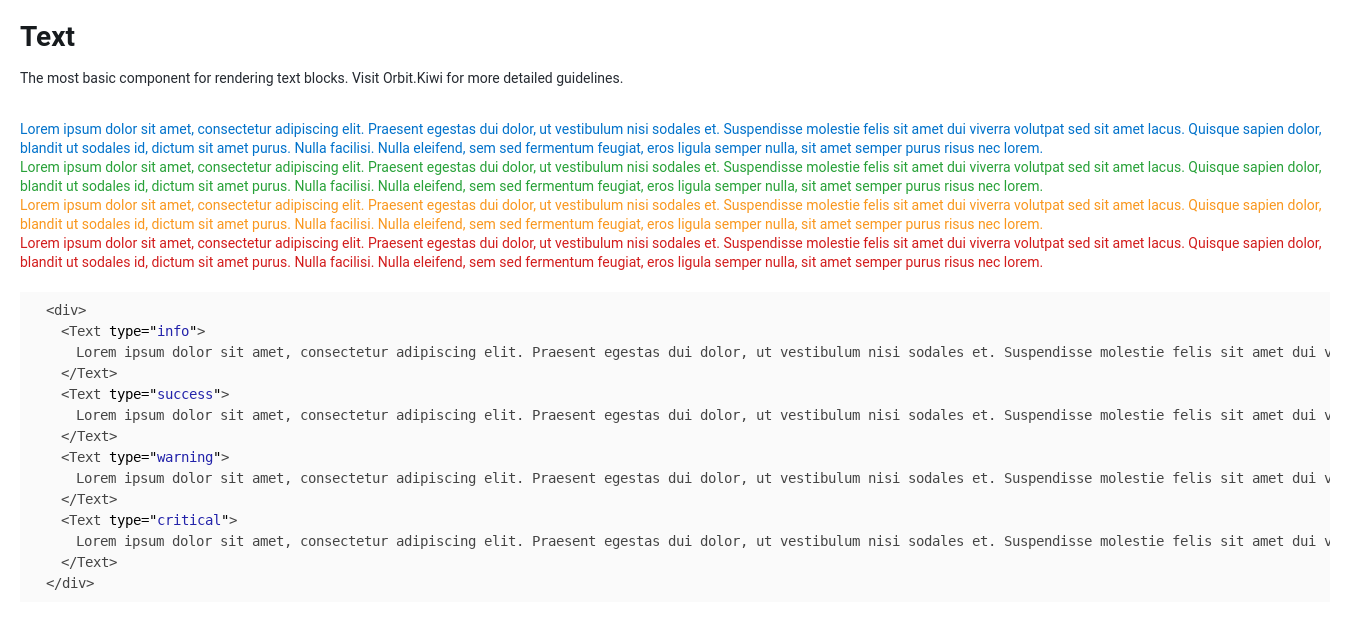 Text
The most basic component for rendering text blocks. Visit Orbit.Kiwi for more detailed guidelines.
Lorem ipsum dolor sit amet, consectetur adipiscing elit. Praesent egestas dui dolor, ut vestibulum nisi sodales et. Suspendisse molestie felis sit amet dui viverra volutpat sed sit amet lacus. Quisque sapien dolor,
blandit ut sodales id, dictum sit amet purus. Nulla facilisi. Nulla eleifend, sem sed fermentum feugiat, eros ligula semper nulla, sit amet semper purus risus nec lorem.
Lorem ipsum dolor sit amet, consectetur adipiscing elit. Praesent egestas dui dolor, ut vestibulum nisi sodales et. Suspendisse molestie felis sit amet dui viverra volutpat sed sit amet lacus. Quisque sapien dolor,
blandit ut sodales id, dictum sit amet purus. Nulla facilisi. Nulla eleifend, sem sed fermentum feugiat, eros ligula semper nulla, sit amet semper purus risus nec lorem.
Lorem ipsum dolor sit amet, consectetur adipiscing elit. Praesent egestas dui dolor, ut vestibulum nisi sodales et. Suspendisse molestie felis sit amet dui viverra volutpat sed sit amet lacus. Quisque sapien dolor,
blandit ut sodales id, dictum sit amet purus. Nulla facilisi. Nulla eleifend, sem sed fermentum feugiat, eros ligula semper nulla, sit amet semper purus risus nec lorem.
Lorem ipsum dolor sit amet, consectetur adipiscing elit. Praesent egestas dui dolor, ut vestibulum nisi sodales et. Suspendisse molestie felis sit amet dui viverra volutpat sed sit amet lacus. Quisque sapien dolor,
blandit ut sodales id, dictum sit amet purus. Nulla facilisi. Nulla eleifend, sem sed fermentum feugiat, eros ligula semper nulla, sit amet semper purus risus nec lorem.
<div>
<Text type="info">
Lorem ipsum dolor sit amet, consectetur adipiscing elit. Praesent egestas dui dolor, ut vestibulum nisi sodales et. Suspendisse molestie felis sit amet dui v
</Text>
<Text type="success">
Lorem ipsum dolor sit amet, consectetur adipiscing elit. Praesent egestas dui dolor, ut vestibulum nisi sodales et. Suspendisse molestie felis sit amet dui v
</Text>
<Text type="warning">
Lorem ipsum dolor sit amet, consectetur adipiscing elit. Praesent egestas dui dolor, ut vestibulum nisi sodales et. Suspendisse molestie felis sit amet dui v
</Text>
<Text type="critical">
Lorem ipsum dolor sit amet, consectetur adipiscing elit. Praesent egestas dui dolor, ut vestibulum nisi sodales et. Suspendisse molestie felis sit amet dui v
</Text>
</div>